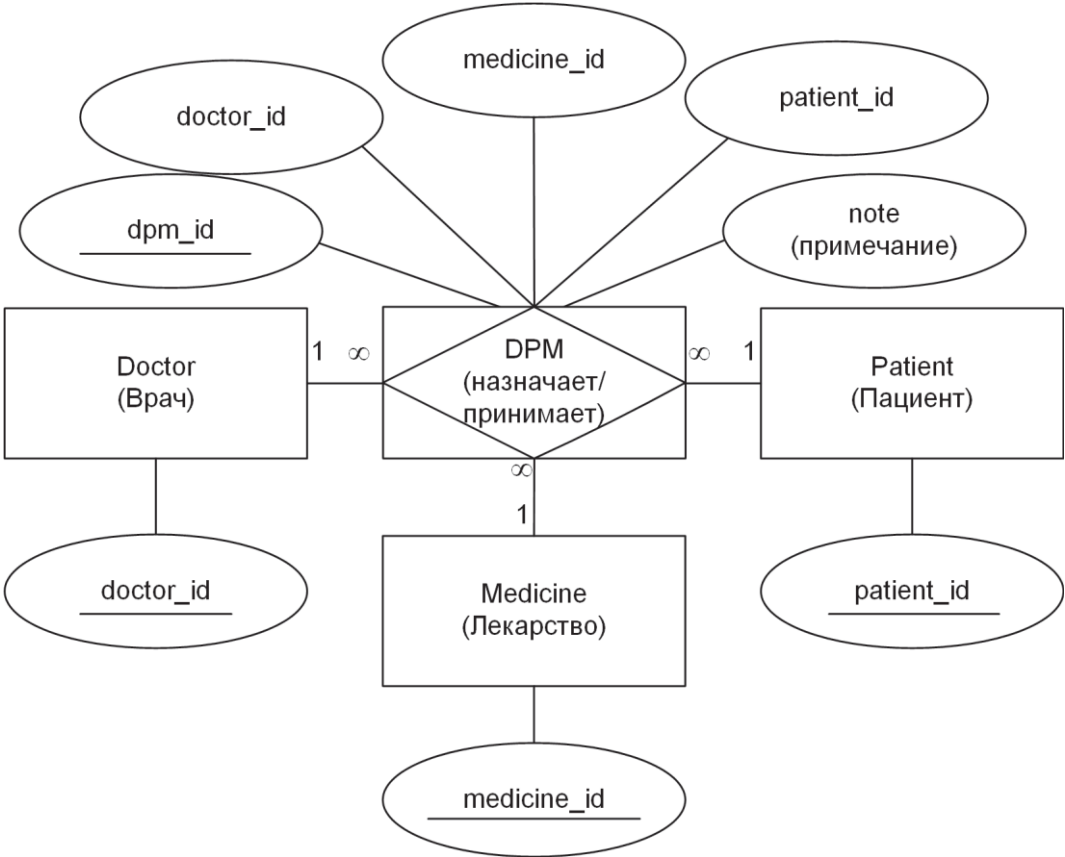 medicine_id
patient_id
doctor_id
note
(примечание)
dpm_id
Doctor
(Врач)
1 ∞
DPM
(назначает/
принимает)
∞ 1
Patient
(Пациент)
∞
1
doctor_id
Medicine
(Лекарство)
patient_id
medicine_id